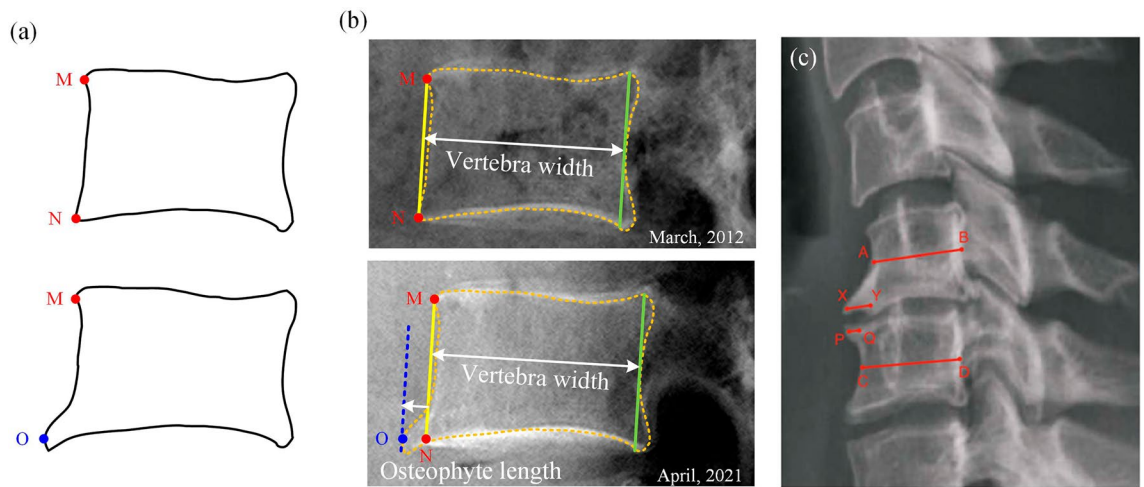 (a)
M
N
M
O
(b)
M
Vertebra width
N
March, 2012
M
Vertebra width
O
N
Osteophyte length
April, 2021
(c)
A
B
X
Y
P
Q
C
D